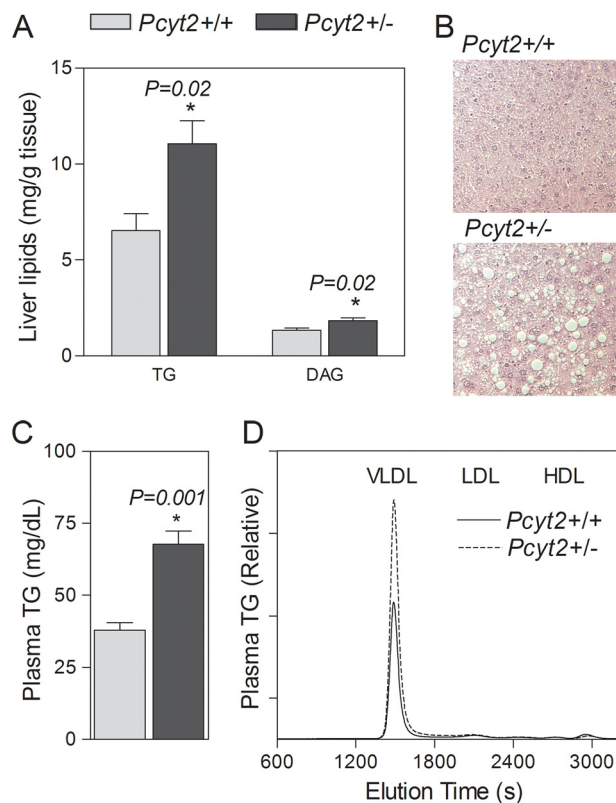 A
Pcyt2+/+ Pcyt2+/-
Liver lipids (mg/g tissue)
15
10
5
0
P=0.02
*
P=0.02
*
TG DAG
B
Pcyt2+/+
Pcyt2+/-
C
Plasma TG (mg/dL)
100
75
50
25
0
P=0.001
*
D
Plasma TG (Relative)
VLDL LDL HDL
Pcyt2+/+
Pcyt2+/-
600 1200 1800 2400 3000
Elution Time (s)